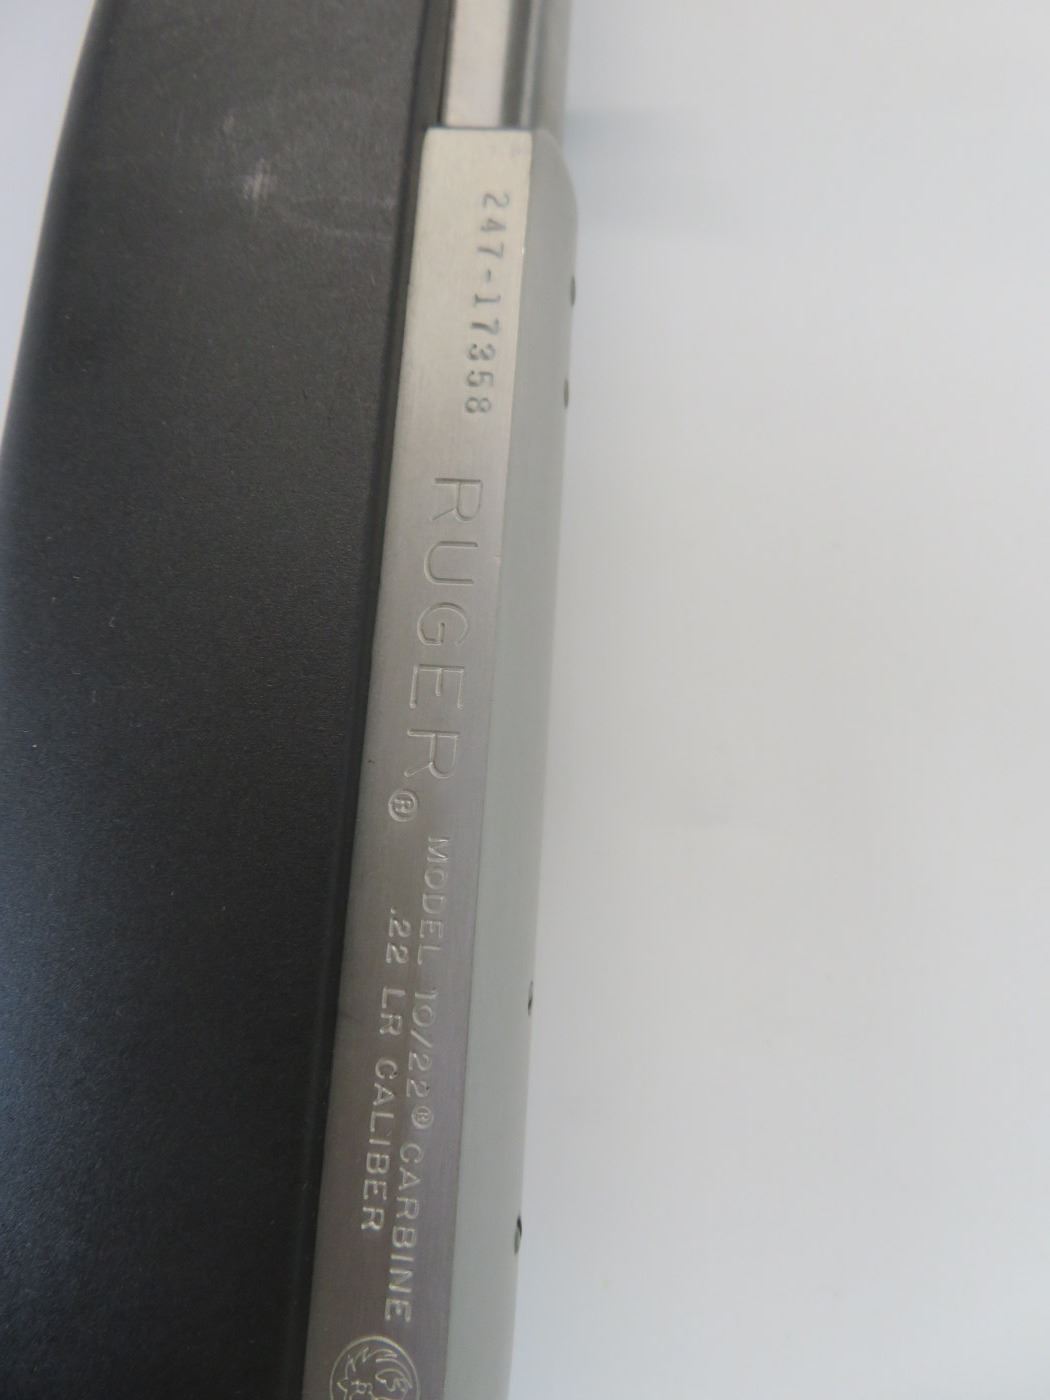 247-17358
RUGER®
MODEL 10/22® CARBINE
.22 LR CALIBER
R